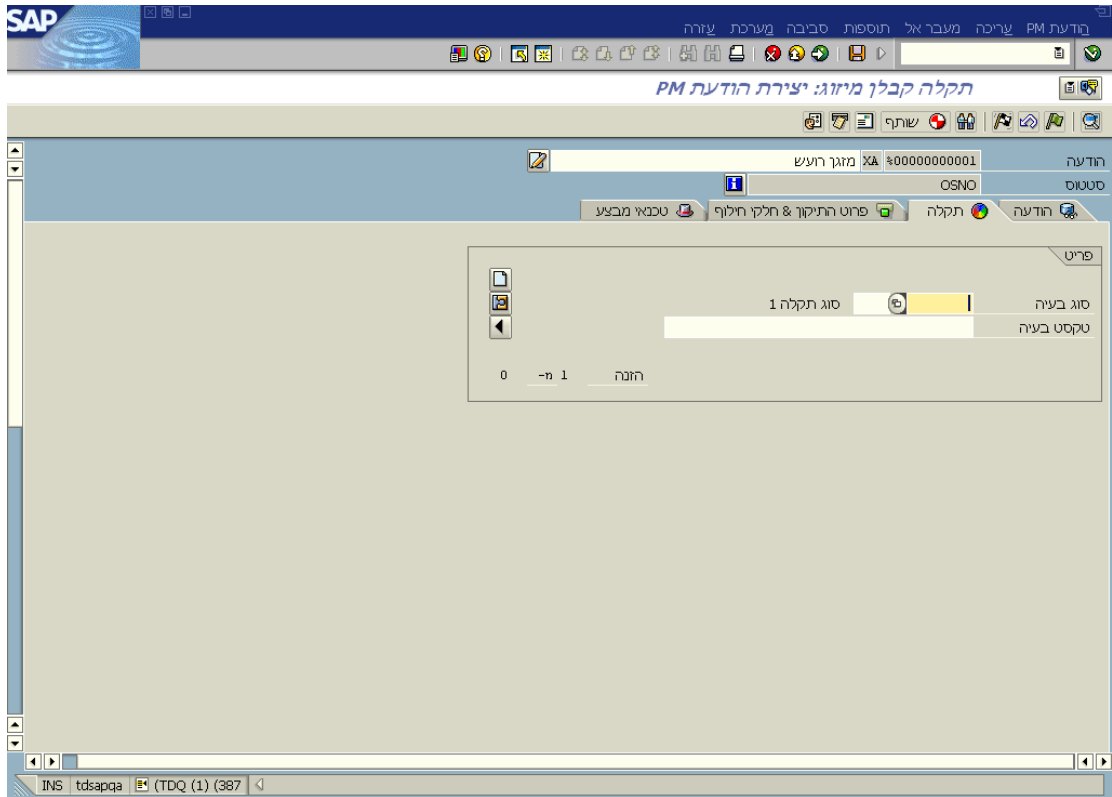 SAP
הודעת PM עריכה מעבר אל תוספות סביבה מערכת עזרה
תקלה קבלן מיזוג: יצירת הודעת PM
שותף
הודעה %00000000001 XA מזגן רועש
סטטוס OSNO
הודעה תקלה פרוט התיקון & חלקי חילוף טכנאי מבצע
פריט
סוג בעיה סוג תקלה 1
טקסט בעיה
הזנה 1 מ- 0
INS tdsapqa (TDQ (1) (387